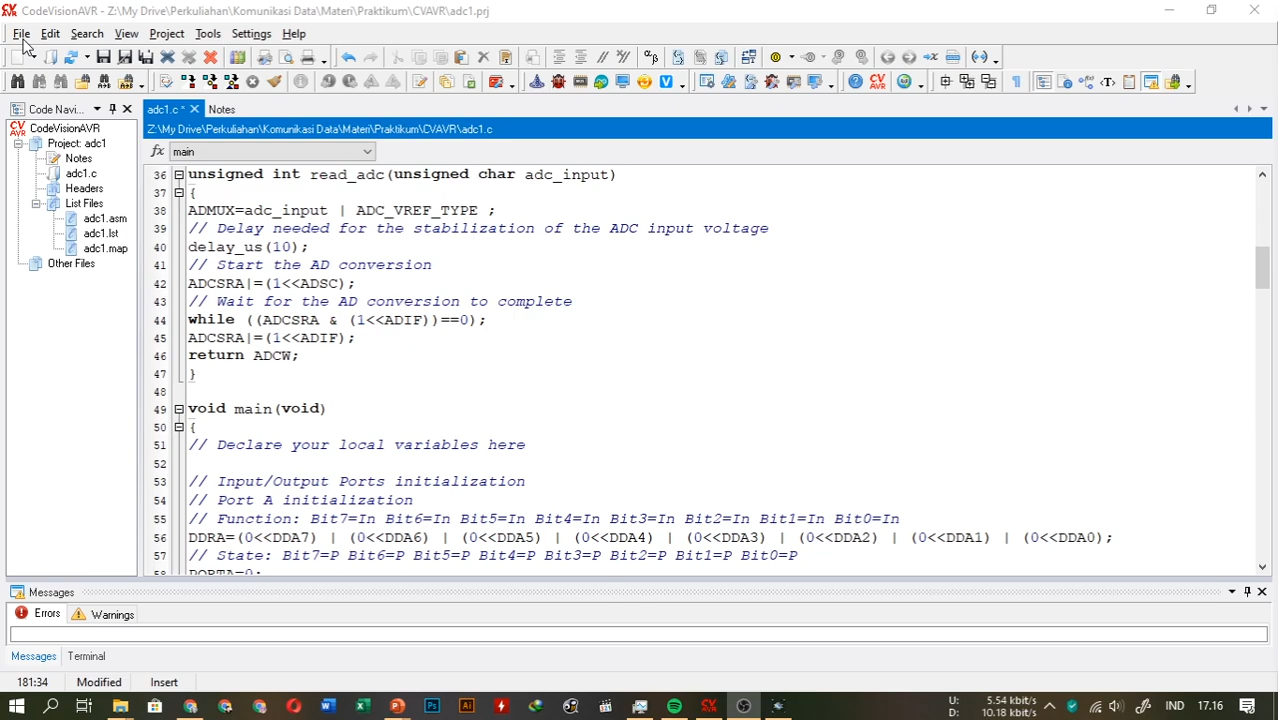 CodeVisionAVR - Z:\My Drive\Perkuliahan\Komunikasi Data\Materi\Praktikum\CVAVR\adc1.prj
File Edit Search View Project Tools Settings Help
Code Navi...
adc1.c * Notes
CodeVisionAVR
Z:\My Drive\Perkuliahan\Komunikasi Data\Materi\Praktikum\CVAVR\adc1.c
Project: adc1
Notes
adc1.c
Headers
List Files
adc1.asm
adc1.lst
adc1.map
Other Files
main
36 unsigned int read_adc(unsigned char adc_input)
37 {
38 ADMUX=adc_input | ADC_VREF_TYPE ;
39 // Delay needed for the stabilization of the ADC input voltage
40 delay_us(10);
41 // Start the AD conversion
42 ADCSRA|=(1<<ADSC);
43 // Wait for the AD conversion to complete
44 while ((ADCSRA & (1<<ADIF))==0);
45 ADCSRA|=(1<<ADIF);
46 return ADCW;
47 }
48
49 void main(void)
50 {
51 // Declare your local variables here
52
53 // Input/Output Ports initialization
54 // Port A initialization
55 // Function: Bit7=In Bit6=In Bit5=In Bit4=In Bit3=In Bit2=In Bit1=In Bit0=In
56 DDRA=(0<<DDA7) | (0<<DDA6) | (0<<DDA5) | (0<<DDA4) | (0<<DDA3) | (0<<DDA2) | (0<<DDA1) | (0<<DDA0);
57 // State: Bit7=P Bit6=P Bit5=P Bit4=P Bit3=P Bit2=P Bit1=P Bit0=P
58 PORTA=0;
Messages
Errors Warnings
Messages Terminal
181:34 Modified Insert
U: 5.54 kbit/s
D: 10.18 kbit/s
IND 17.16